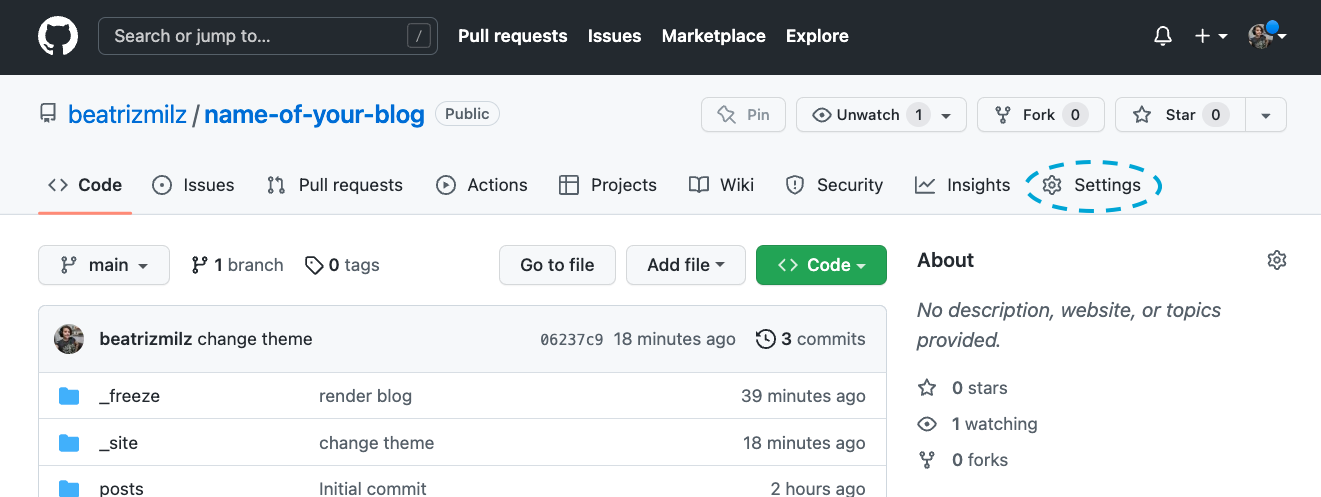 Search or jump to... / Pull requests Issues Marketplace Explore
beatrizmilz / name-of-your-blog Public Pin Unwatch 1 Fork 0 Star 0
Code Issues Pull requests Actions Projects Wiki Security Insights Settings
main 1 branch 0 tags Go to file Add file Code
About
No description, website, or topics
provided.
beatrizmilz change theme 06237c9 18 minutes ago 3 commits
_freeze render blog 39 minutes ago
_site change theme 18 minutes ago
posts Initial commit 2 hours ago
0 stars
1 watching
0 forks